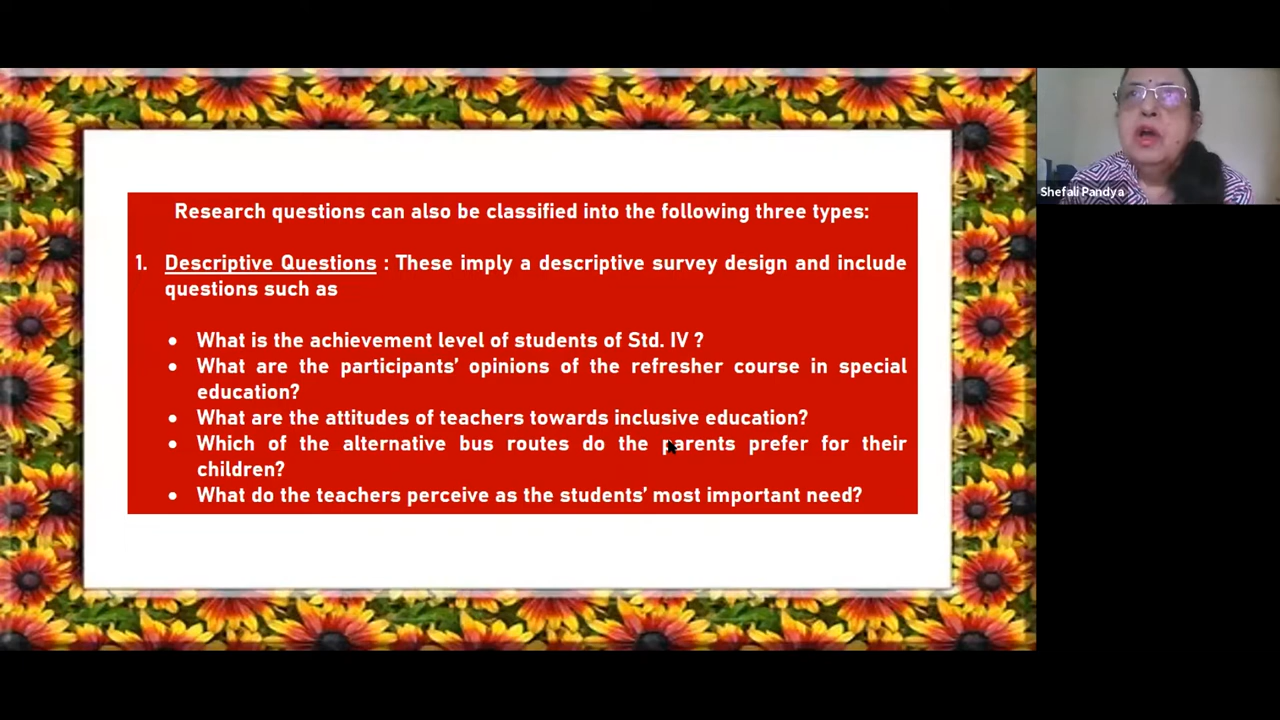 Research questions can also be classified into the following three types:
1. Descriptive Questions : These imply a descriptive survey design and include
questions such as
• What is the achievement level of students of Std. IV ?
• What are the participants’ opinions of the refresher course in special
education?
• What are the attitudes of teachers towards inclusive education?
• Which of the alternative bus routes do the parents prefer for their
children?
• What do the teachers perceive as the students’ most important need?
Shefali Pandya